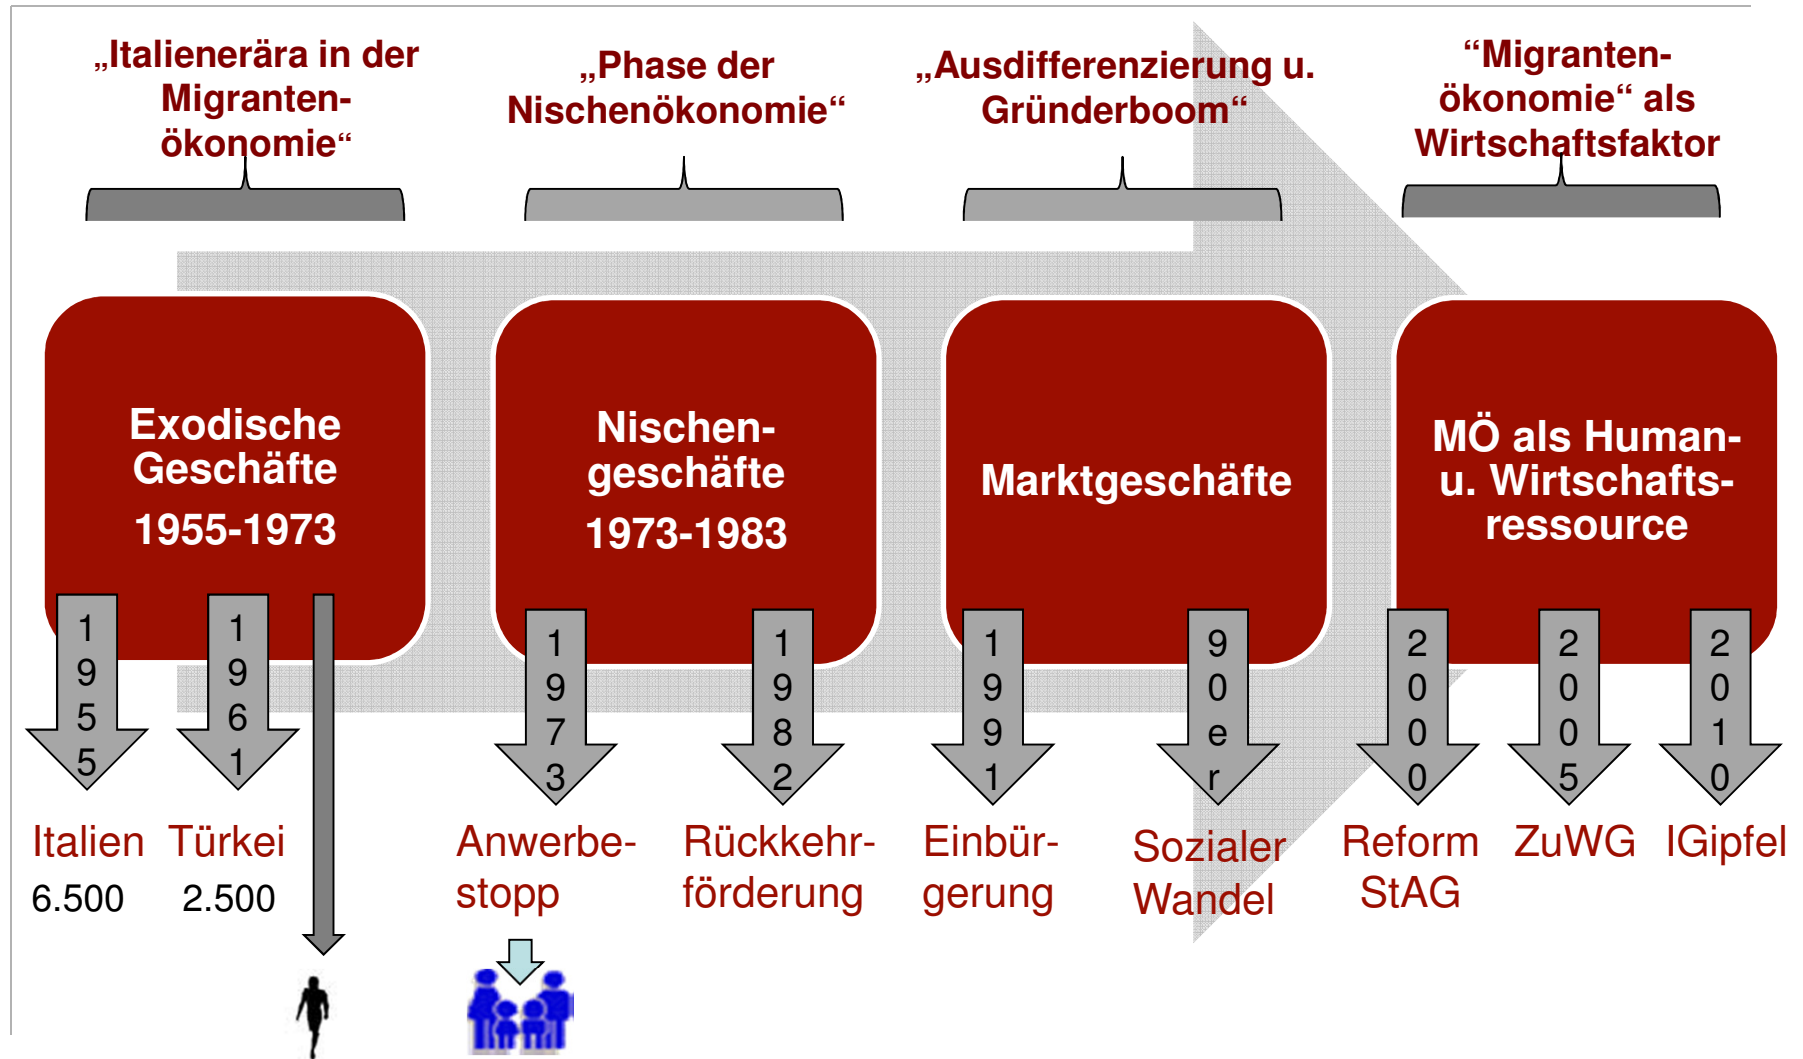 „Italienerära in der
Migranten-
ökonomie“
„Phase der
Nischenökonomie“
„Ausdifferenzierung u.
Gründerboom“
“Migranten-
ökonomie“ als
Wirtschaftsfaktor
Exodische
Geschäfte
1955-1973
Nischen-
geschäfte
1973-1983
Marktgeschäfte
MÖ als Human-
u. Wirtschafts-
ressource
1955
1961
1973
1982
1991
90er
2000
2005
2010
Italien
6.500
Türkei
2.500
Anwerbe-
stopp
Rückkehr-
förderung
Einbür-
gerung
Sozialer
Wandel
Reform
StAG
ZuWG
IGipfel